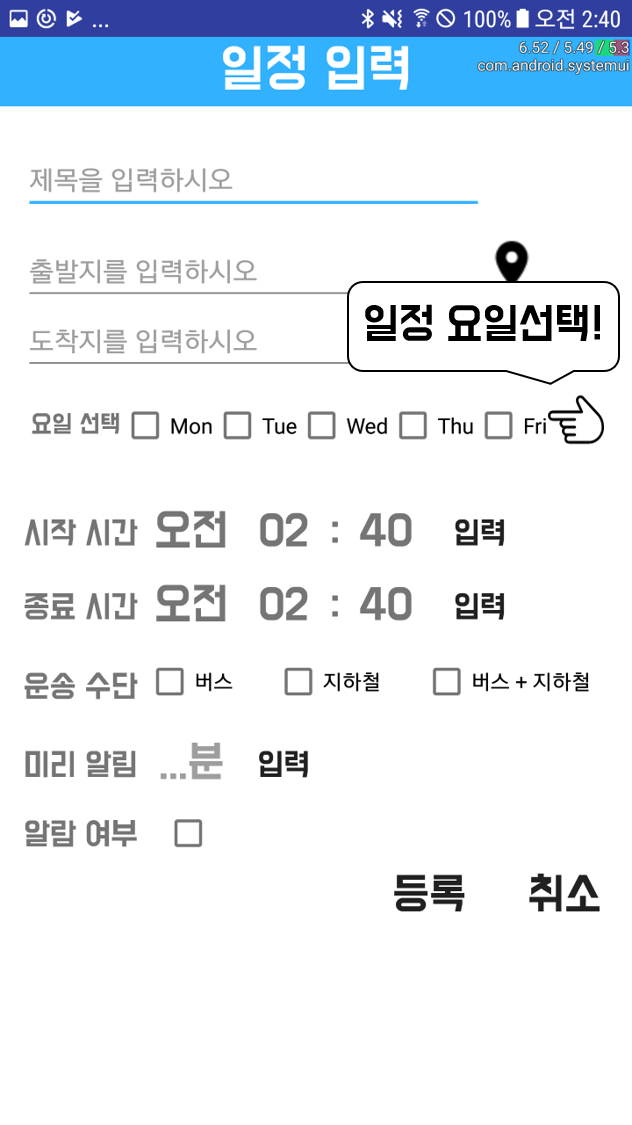 ... 100% 오전 2:40
6.52 / 5.49 / 5.3
com.android.systemui
일정 입력
제목을 입력하시오
출발지를 입력하시오
일정 요일선택!
도착지를 입력하시오
요일 선택 Mon Tue Wed Thu Fri
시작 시간 오전 02 : 40 입력
종료 시간 오전 02 : 40 입력
운송 수단 버스 지하철 버스 + 지하철
미리 알림 ...분 입력
알람 여부
등록 취소